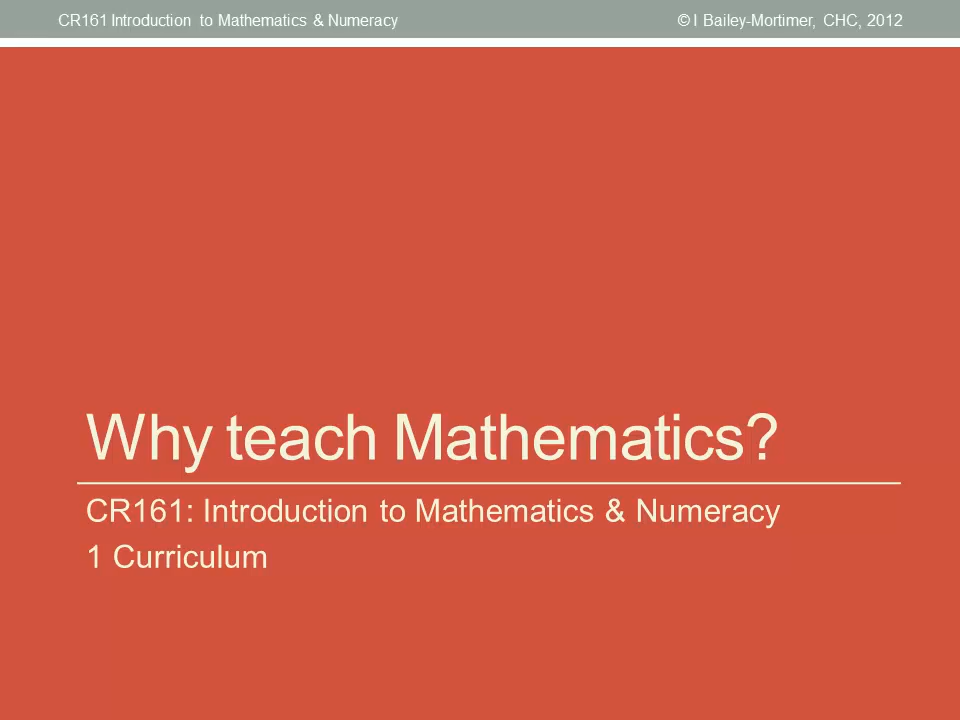 CR161 Introduction to Mathematics & Numeracy
© I Bailey-Mortimer, CHC, 2012
Why teach Mathematics?
CR161: Introduction to Mathematics & Numeracy
1 Curriculum